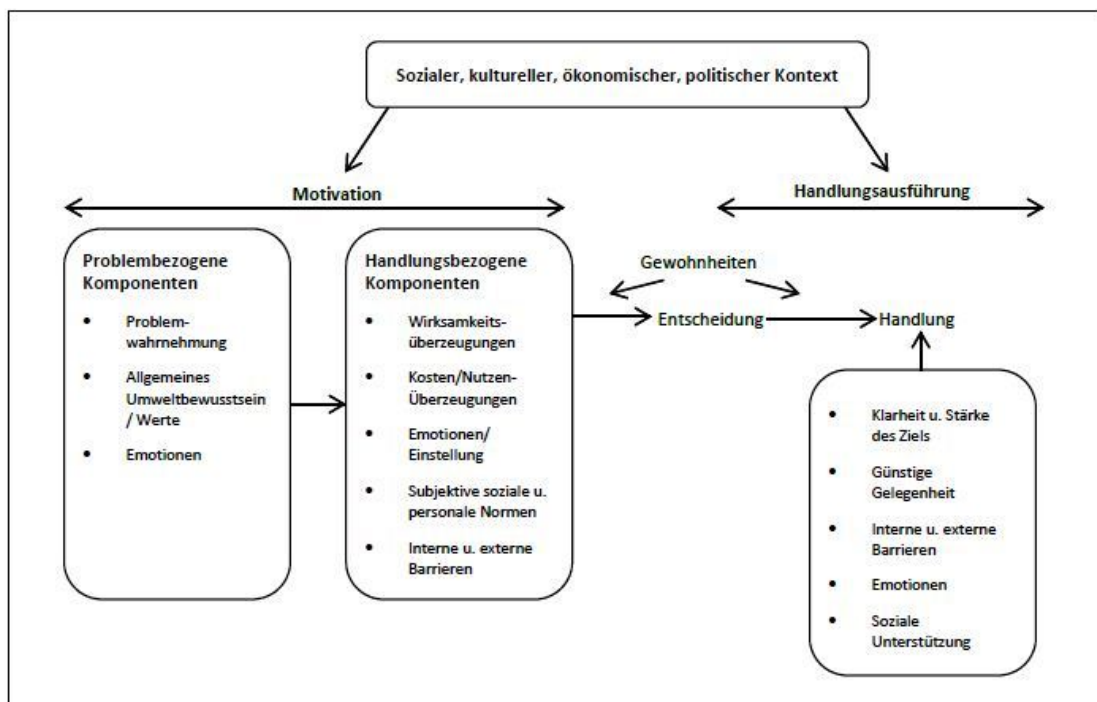 Sozialer, kultureller, ökonomischer, politischer Kontext
Motivation
Handlungsausführung
Problembezogene
Komponenten
• Problem-
wahrnehmung
• Allgemeines
Umweltbewusstsein
/ Werte
• Emotionen
Handlungsbezogene
Komponenten
• Wirksamkeits-
überzeugungen
• Kosten/Nutzen-
Überzeugungen
• Emotionen/
Einstellung
• Subjektive soziale u.
personale Normen
• Interne u. externe
Barrieren
Gewohnheiten
Entscheidung
Handlung
• Klarheit u. Stärke
des Ziels
• Günstige
Gelegenheit
• Interne u. externe
Barrieren
• Emotionen
• Soziale
Unterstützung